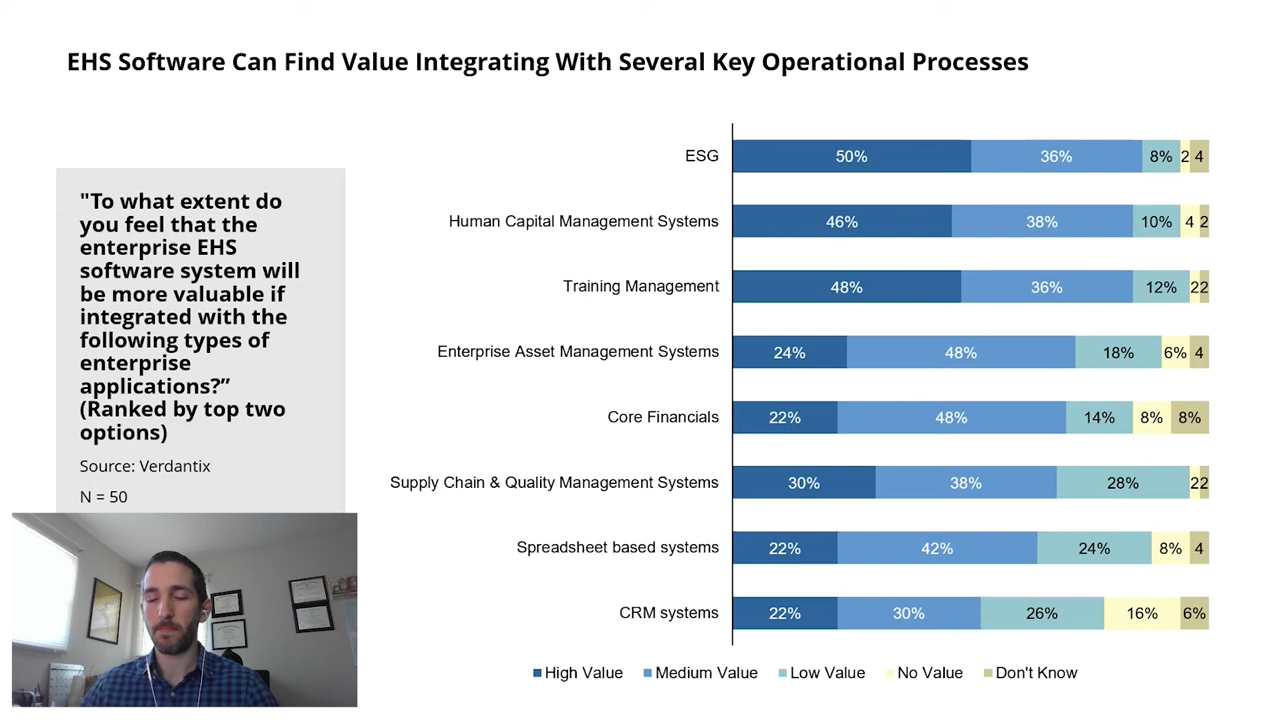 EHS Software Can Find Value Integrating With Several Key Operational Processes
"To what extent do
you feel that the
enterprise EHS
software system will
be more valuable if
integrated with the
following types of
enterprise
applications?”
(Ranked by top two
options)
Source: Verdantix
N = 50
ESG 50% 36% 8% 2 4
Human Capital Management Systems 46% 38% 10% 4 2
Training Management 48% 36% 12% 2 2
Enterprise Asset Management Systems 24% 48% 18% 6% 4
Core Financials 22% 48% 14% 8% 8%
Supply Chain & Quality Management Systems 30% 38% 28% 2 2
Spreadsheet based systems 22% 42% 24% 8% 4
CRM systems 22% 30% 26% 16% 6%
High Value Medium Value Low Value No Value Don't Know